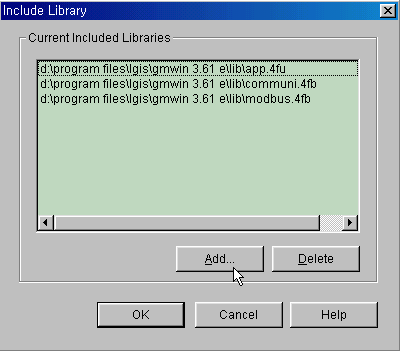 Include Library
Current Included Libraries
d:\program files\lgis\gmwin 3.61 e\lib\app.4fu
d:\program files\lgis\gmwin 3.61 e\lib\communi.4fb
d:\program files\lgis\gmwin 3.61 e\lib\modbus.4fb
Add... Delete
OK Cancel Help